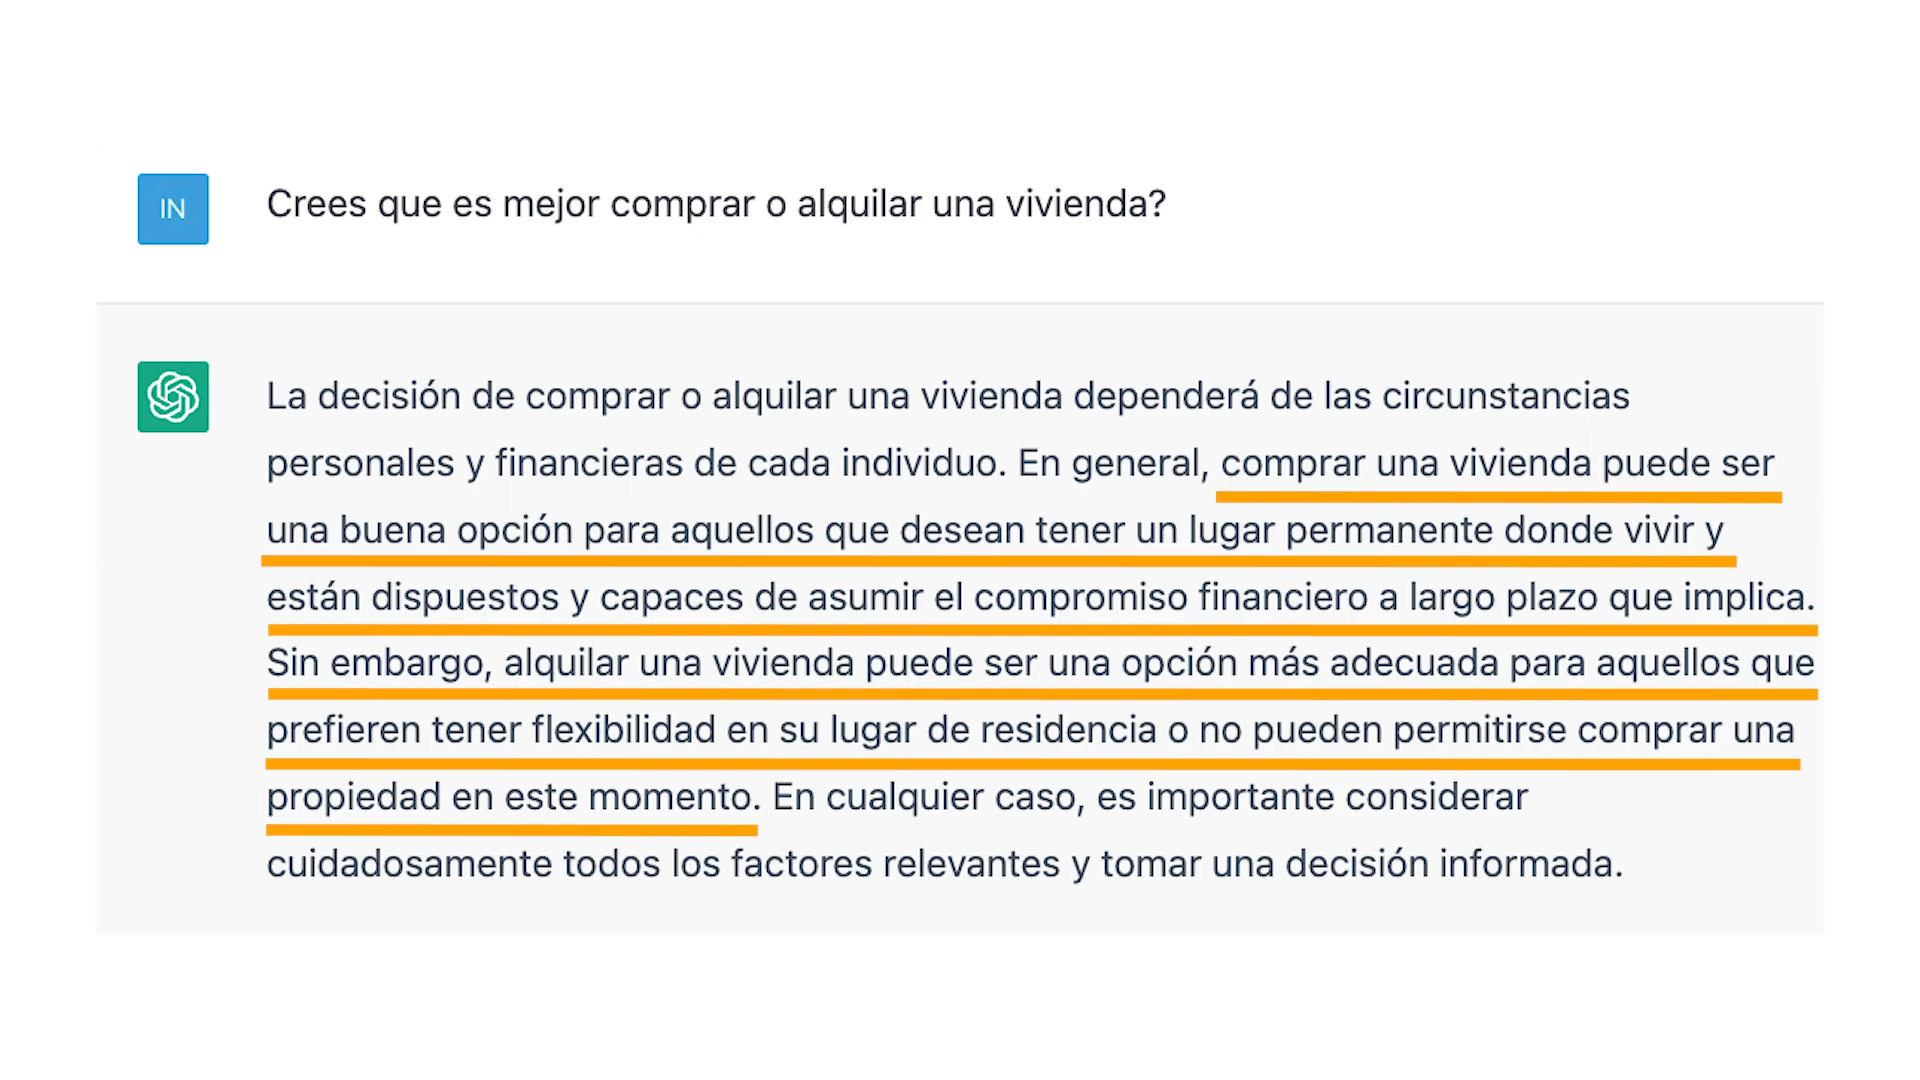 IN
Crees que es mejor comprar o alquilar una vivienda?
La decisión de comprar o alquilar una vivienda dependerá de las circunstancias
personales y financieras de cada individuo. En general, comprar una vivienda puede ser
una buena opción para aquellos que desean tener un lugar permanente donde vivir y
están dispuestos y capaces de asumir el compromiso financiero a largo plazo que implica.
Sin embargo, alquilar una vivienda puede ser una opción más adecuada para aquellos que
prefieren tener flexibilidad en su lugar de residencia o no pueden permitirse comprar una
propiedad en este momento. En cualquier caso, es importante considerar
cuidadosamente todos los factores relevantes y tomar una decisión informada.